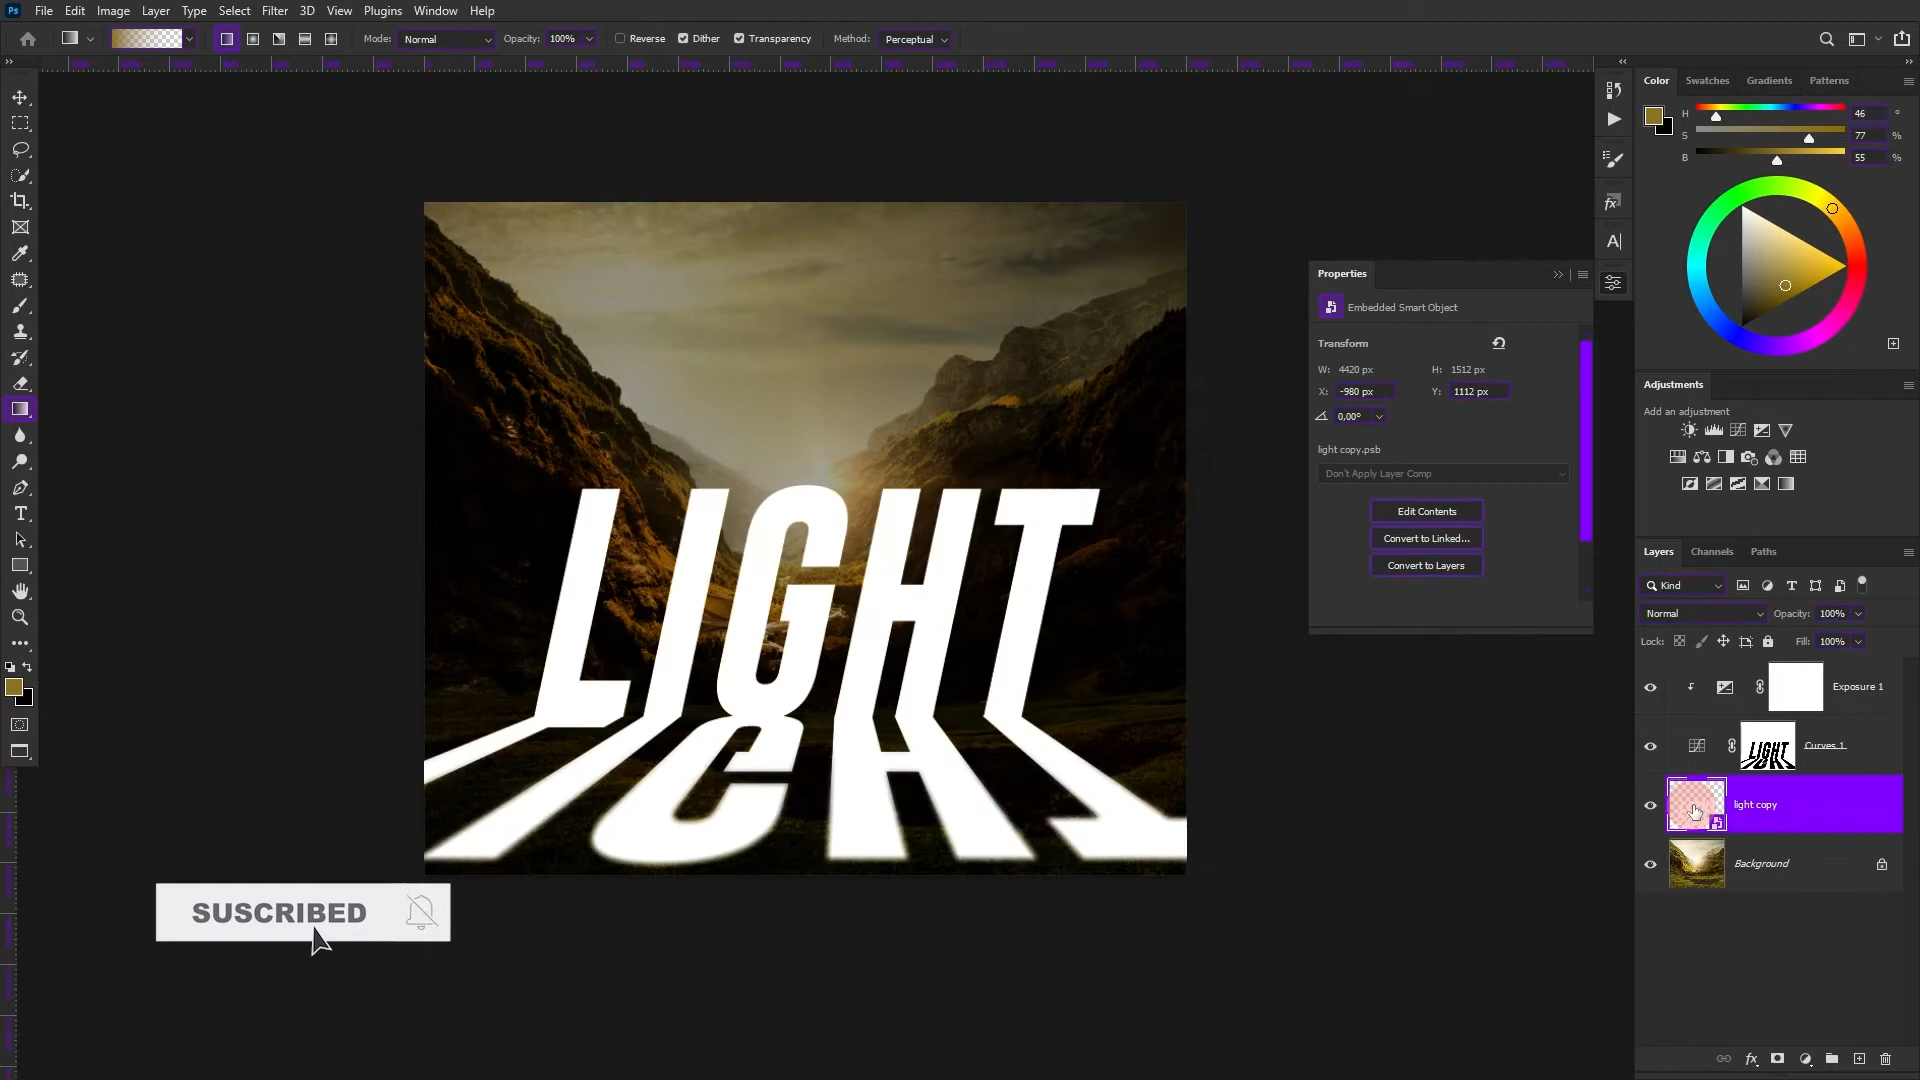 Ps File Edit Image Layer Type Select Filter 3D View Plugins Window Help
Mode: Normal Opacity: 100% Reverse Dither Transparency Method: Perceptual
Color Swatches Gradients Patterns
H 46 °
S 77 %
B 55 %
Properties
Embedded Smart Object
Transform
W: 4420 px H: 1512 px
X: -980 px Y: 1112 px
0,00°
light copy.psb
Don't Apply Layer Comp
Edit Contents
Convert to Linked...
Convert to Layers
Adjustments
Add an adjustment
Layers Channels Paths
Kind
Normal Opacity: 100%
Lock: Fill: 100%
Exposure 1
Curves 1
light copy
Background
LIGHT
SUSCRIBED